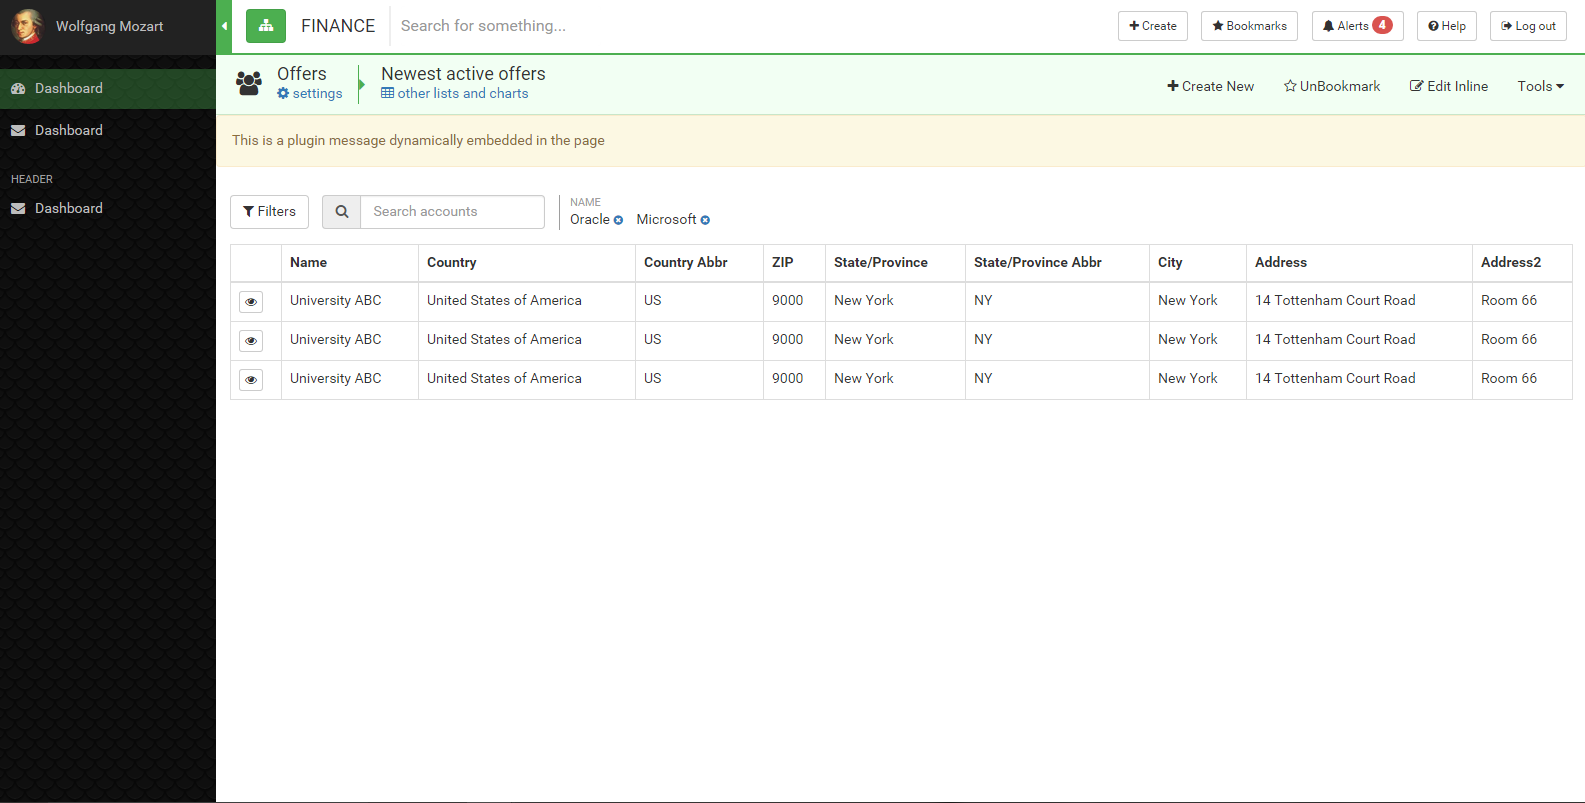 Wolfgang Mozart
FINANCE
Search for something...
Create
Bookmarks
Alerts 4
Help
Log out
Dashboard
Dashboard
HEADER
Dashboard
Offers
settings
Newest active offers
other lists and charts
Create New
UnBookmark
Edit Inline
Tools
This is a plugin message dynamically embedded in the page
Filters
Search accounts
NAME
Oracle Microsoft
Name Country Country Abbr ZIP State/Province State/Province Abbr City Address Address2
University ABC United States of America US 9000 New York NY New York 14 Tottenham Court Road Room 66
University ABC United States of America US 9000 New York NY New York 14 Tottenham Court Road Room 66
University ABC United States of America US 9000 New York NY New York 14 Tottenham Court Road Room 66